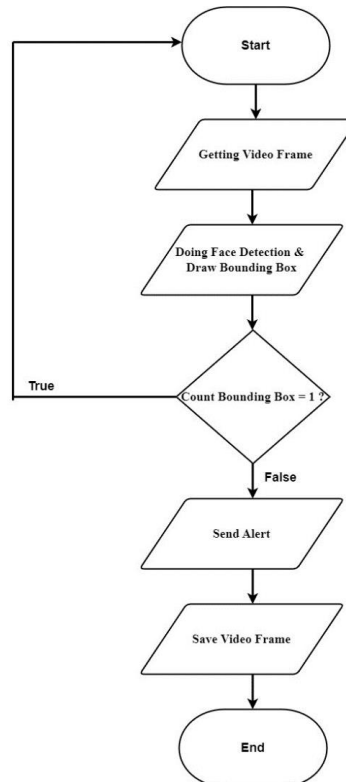 Start
Getting Video Frame
Doing Face Detection &
Draw Bounding Box
Count Bounding Box = 1 ?
True
False
Send Alert
Save Video Frame
End